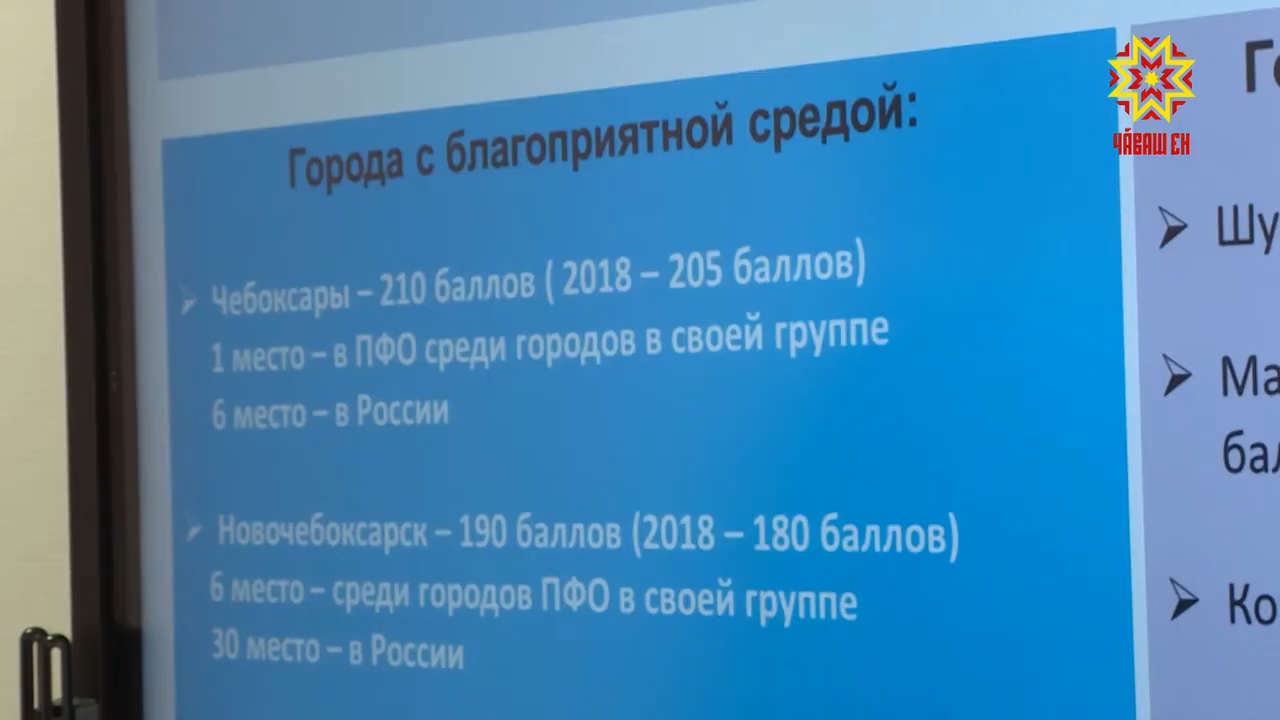 Города с благоприятной средой:
Чебоксары – 210 баллов ( 2018 – 205 баллов)
1 место – в ПФО среди городов в своей группе
6 место – в России
Новочебоксарск – 190 баллов (2018 – 180 баллов)
6 место – среди городов ПФО в своей группе
30 место – в России
ЧӐВАШ ЕН